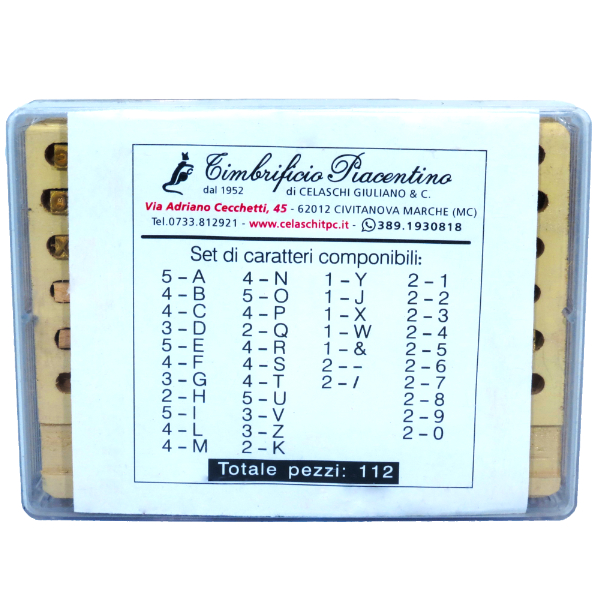 Timbrificio Piacentino
dal 1952 di CELASCHI GIULIANO & C.
Via Adriano Cecchetti, 45 - 62012 CIVITANOVA MARCHE (MC)
Tel.0733.812921 - www.celaschitpc.it - 389.1930818
Set di caratteri componibili:
5 - A
4 - B
4 - C
3 - D
5 - E
4 - F
3 - G
2 - H
5 - I
4 - L
4 - M
4 - N
5 - O
4 - P
2 - Q
4 - R
4 - S
4 - T
5 - U
3 - V
3 - Z
2 - K
1 - Y
1 - J
1 - X
1 - W
1 - &
2 - -
2 - /
2 - 1
2 - 2
2 - 3
2 - 4
2 - 5
2 - 6
2 - 7
2 - 8
2 - 9
2 - 0
Totale pezzi: 112